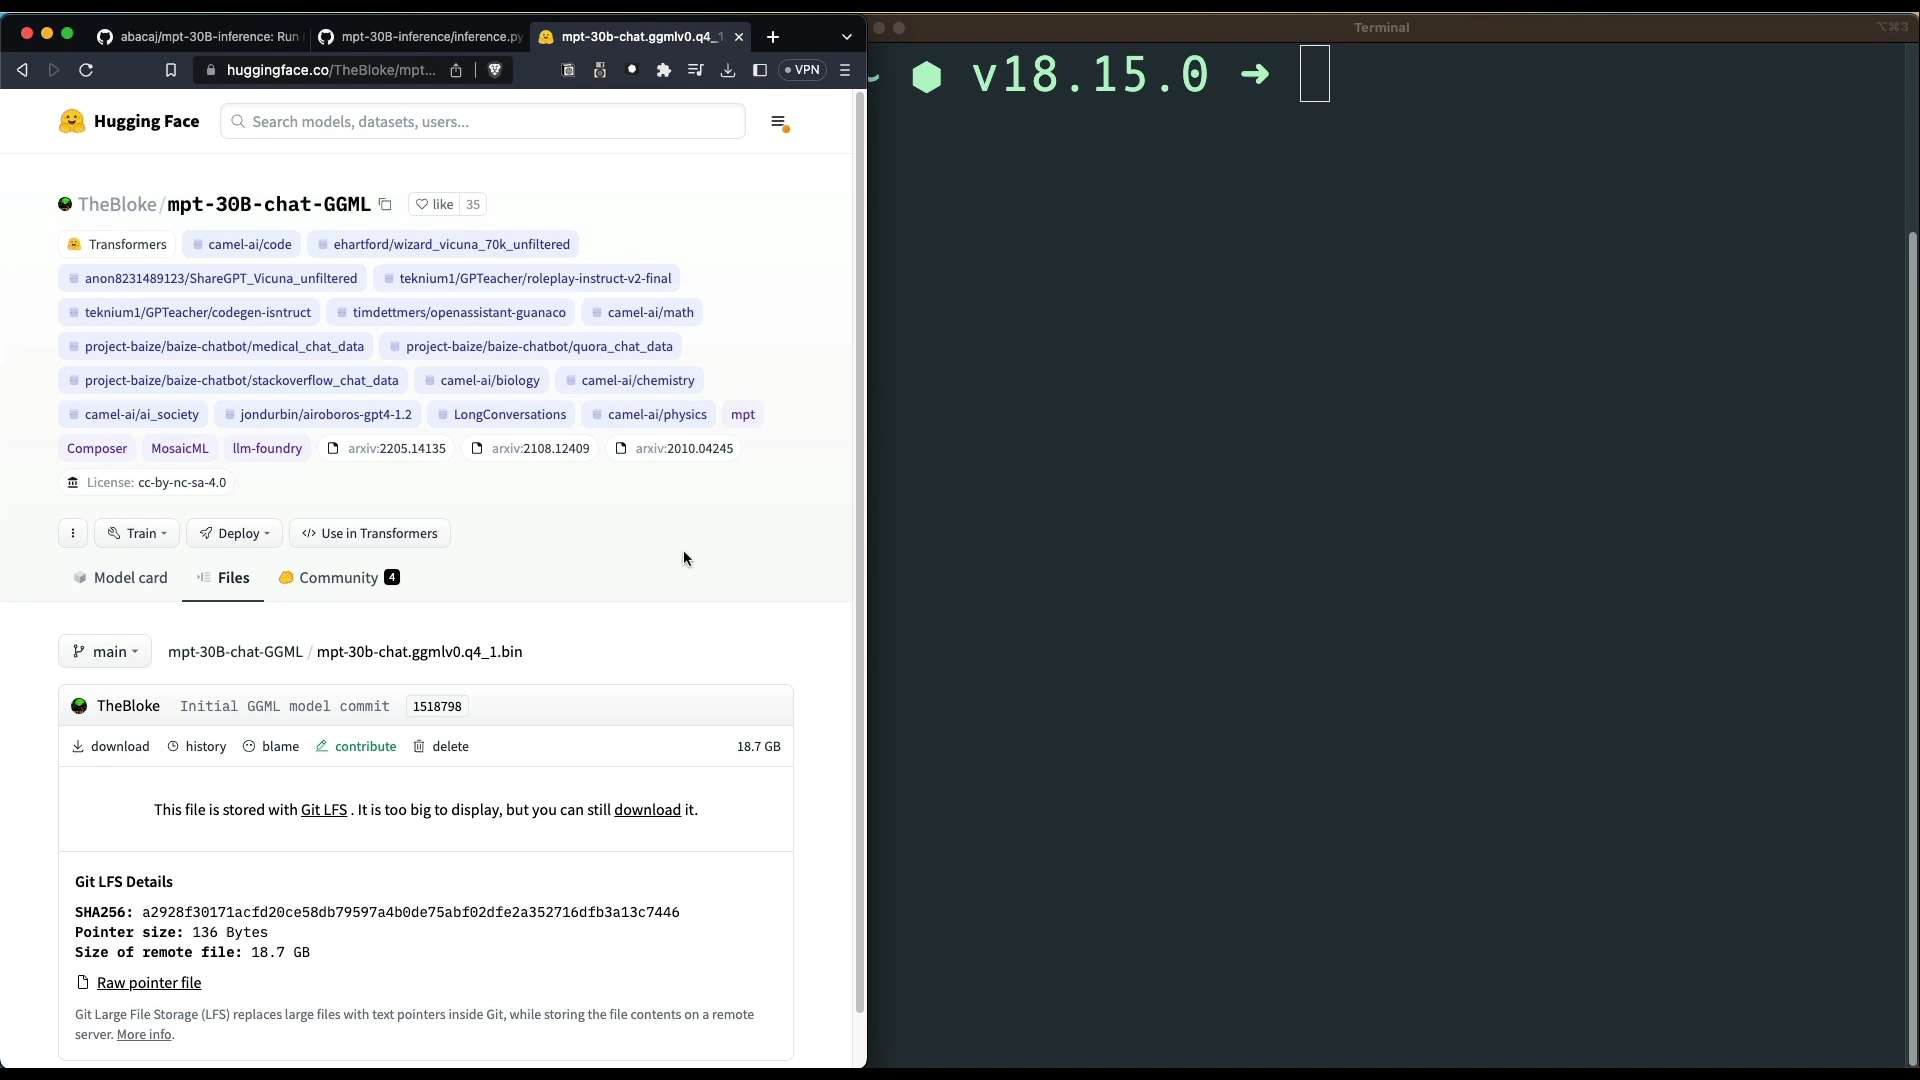 abacaj/mpt-30B-inference: Run
mpt-30B-inference/inference.py
mpt-30b-chat.ggmlv0.q4_1
Terminal
⌥⌘3
huggingface.co/TheBloke/mpt...
VPN
v18.15.0 ➜
Hugging Face
Search models, datasets, users...
TheBloke/mpt-30B-chat-GGML
like 35
Transformers camel-ai/code ehartford/wizard_vicuna_70k_unfiltered
anon8231489123/ShareGPT_Vicuna_unfiltered teknium1/GPTeacher/roleplay-instruct-v2-final
teknium1/GPTeacher/codegen-isntruct timdettmers/openassistant-guanaco camel-ai/math
project-baize/baize-chatbot/medical_chat_data project-baize/baize-chatbot/quora_chat_data
project-baize/baize-chatbot/stackoverflow_chat_data camel-ai/biology camel-ai/chemistry
camel-ai/ai_society jondurbin/airoboros-gpt4-1.2 LongConversations camel-ai/physics mpt
Composer MosaicML llm-foundry arxiv:2205.14135 arxiv:2108.12409 arxiv:2010.04245
License: cc-by-nc-sa-4.0
Train Deploy </> Use in Transformers
Model card Files Community 4
main mpt-30B-chat-GGML / mpt-30b-chat.ggmlv0.q4_1.bin
TheBloke Initial GGML model commit 1518798
download history blame contribute delete 18.7 GB
This file is stored with Git LFS . It is too big to display, but you can still download it.
Git LFS Details
SHA256: a2928f30171acfd20ce58db79597a4b0de75abf02dfe2a352716dfb3a13c7446
Pointer size: 136 Bytes
Size of remote file: 18.7 GB
Raw pointer file
Git Large File Storage (LFS) replaces large files with text pointers inside Git, while storing the file contents on a remote
server. More info.